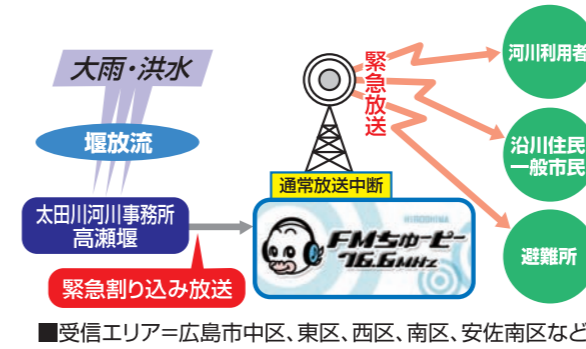 大雨・洪水
堰放流
太田川河川事務所
高瀬堰
緊急割り込み放送
緊急放送
通常放送中断
HIROSHIMA
FMちゅーピー
76.6MHz
河川利用者
沿川住民
一般市民
避難所
■受信エリア＝広島市中区、東区、西区、南区、安佐南区など